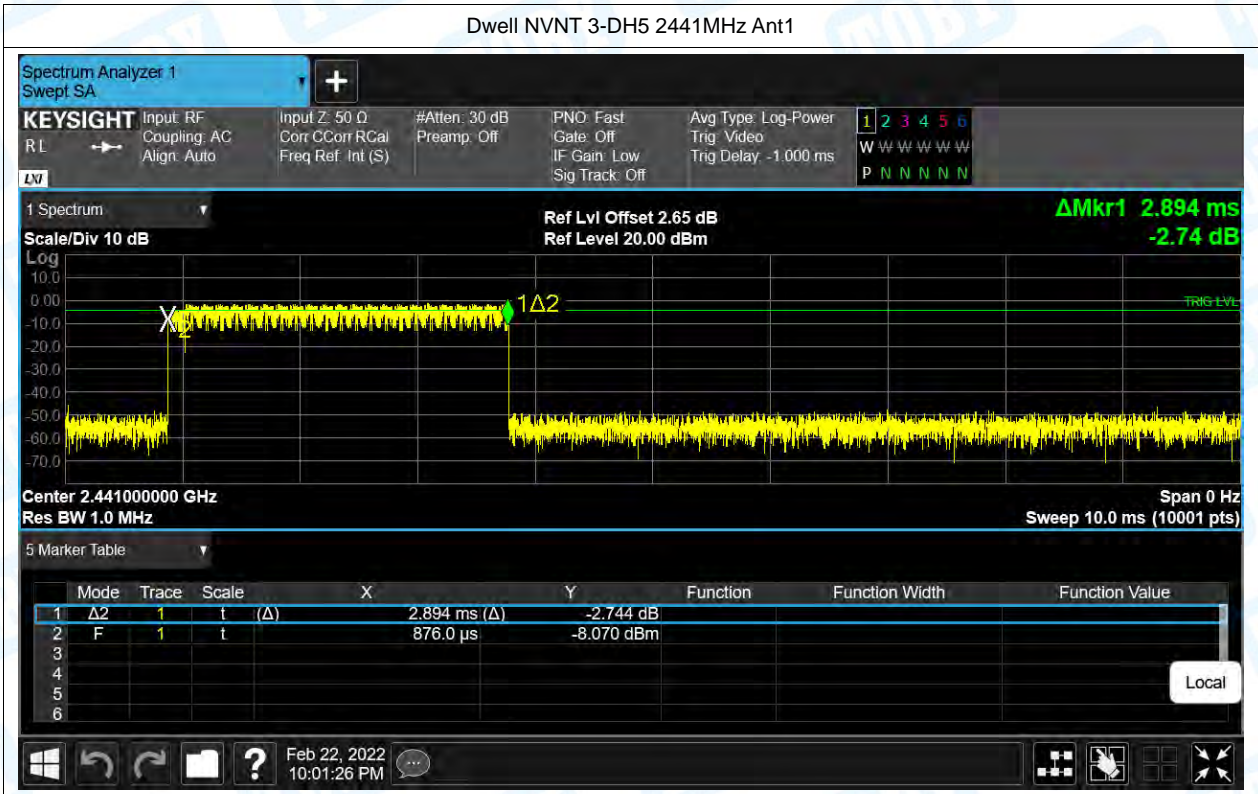 Dwell NVNT 3-DH5 2441MHz Ant1
Spectrum Analyzer 1
Swept SA
+
KEYSIGHT Input: RF Input Z: 50 Ω #Atten: 30 dB PNO: Fast Avg Type: Log-Power 1 2 3 4 5 6
RL Coupling: AC Corr CCorr RCal Preamp: Off Gate: Off Trig: Video W W W W W W
Align: Auto Freq Ref: Int (S) IF Gain: Low Trig Delay: -1.000 ms
LXI Sig Track: Off P N N N N N
1 Spectrum Ref Lvl Offset 2.65 dB ΔMkr1 2.894 ms
Scale/Div 10 dB Ref Level 20.00 dBm -2.74 dB
Log
10.0
0.00 1Δ2 TRIG LVL
-10.0 X2
-20.0
-30.0
-40.0
-50.0
-60.0
-70.0
Center 2.441000000 GHz Span 0 Hz
Res BW 1.0 MHz Sweep 10.0 ms (10001 pts)
5 Marker Table
Mode Trace Scale X Y Function Function Width Function Value
1 Δ2 1 t (Δ) 2.894 ms (Δ) -2.744 dB
2 F 1 t 876.0 µs -8.070 dBm
3
4
5
6
Local
? Feb 22, 2022
10:01:26 PM